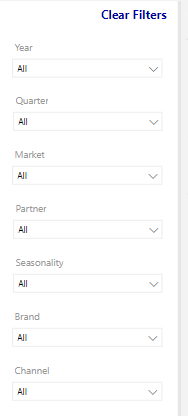 Clear Filters
Year
All
Quarter
All
Market
All
Partner
All
Seasonality
All
Brand
All
Channel
All